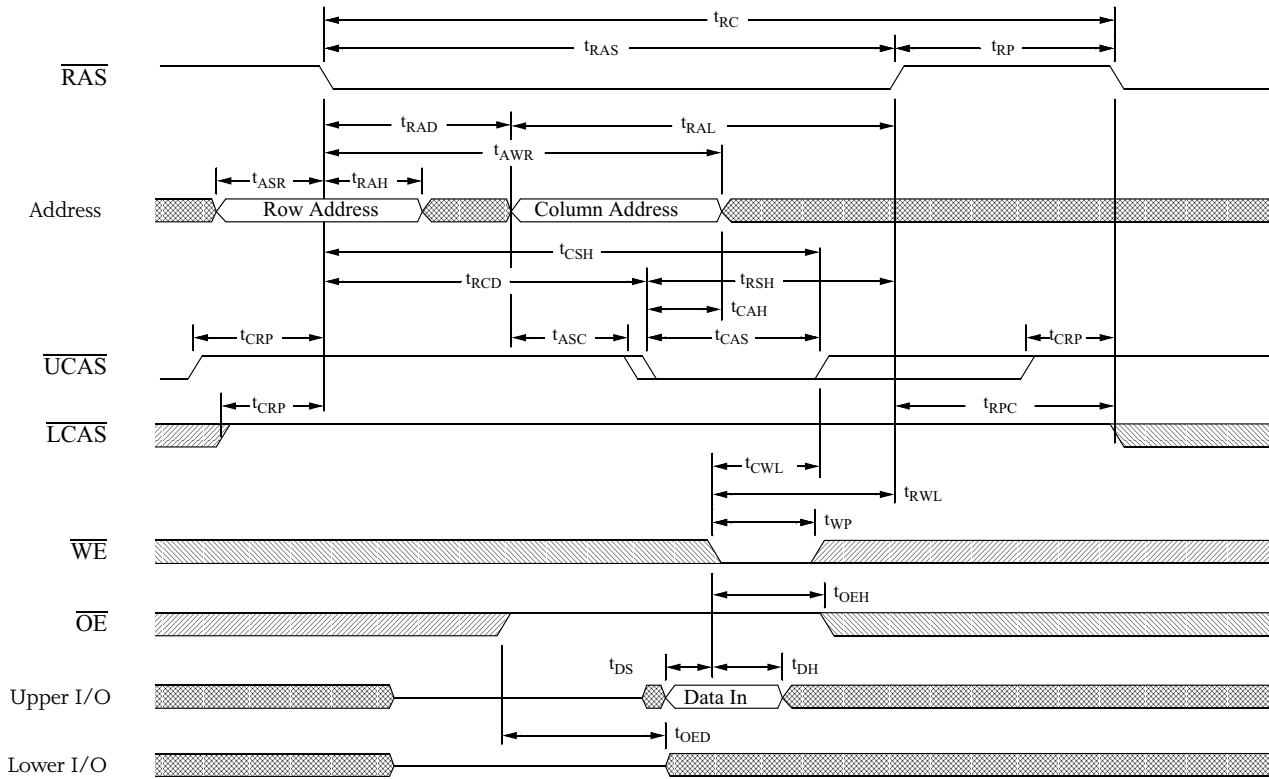 tRC
tRAS
tRP
RAS
tRAD
tRAL
tAWR
tASR
tRAH
Address
Row Address
Column Address
tCSH
tRCD
tRSH
tCAH
tCRP
tASC
tCAS
tCRP
UCAS
tCRP
tRPC
LCAS
tCWL
tRWL
tWP
WE
tOEH
OE
tDS
tDH
Upper I/O
Data In
tOED
Lower I/O